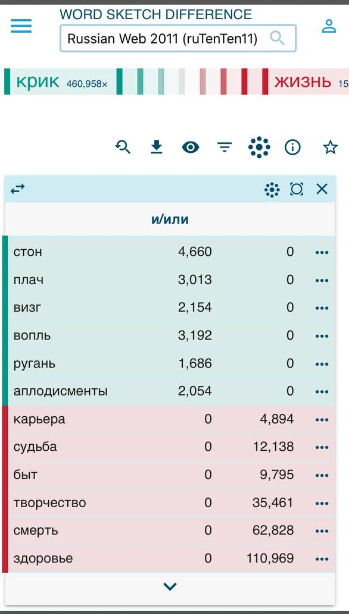 WORD SKETCH DIFFERENCE
Russian Web 2011 (ruTenTen11)
крик 460,958× жизнь 15
и/или
стон 4,660 0
плач 3,013 0
визг 2,154 0
вопль 3,192 0
ругань 1,686 0
аплодисменты 2,054 0
карьера 0 4,894
судьба 0 12,138
быт 0 9,795
творчество 0 35,461
смерть 0 62,828
здоровье 0 110,969